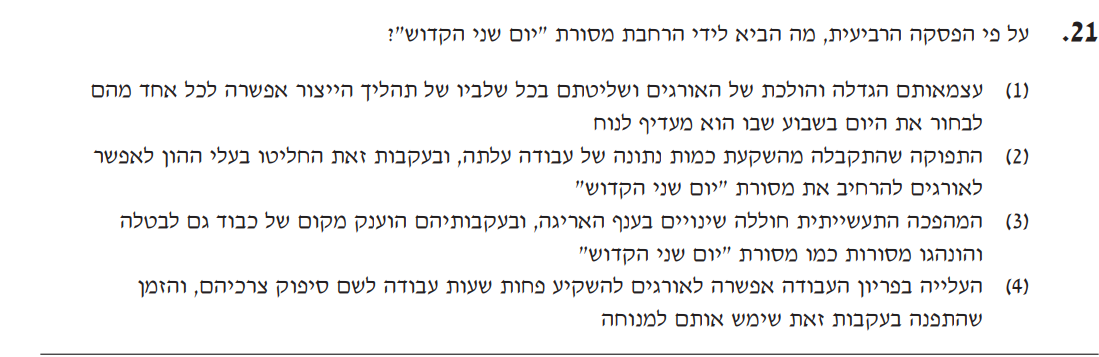 21. על פי הפסקה הרביעית, מה הביא לידי הרחבת מסורת "יום שני הקדוש"?
(1) עצמאותם הגדלה והולכת של האורגים ושליטתם בכל שלביו של תהליך הייצור אפשרה לכל אחד מהם
לבחור את היום בשבוע שבו הוא מעדיף לנוח
(2) התפוקה שהתקבלה מהשקעת כמות נתונה של עבודה עלתה, ובעקבות זאת החליטו בעלי ההון לאפשר
לאורגים להרחיב את מסורת "יום שני הקדוש"
(3) המהפכה התעשייתית חוללה שינויים בענף האריגה, ובעקבותיהם הוענק מקום של כבוד גם לבטלה
והונהגו מסורות כמו מסורת "יום שני הקדוש"
(4) העלייה בפריון העבודה אפשרה לאורגים להשקיע פחות שעות עבודה לשם סיפוק צרכיהם, והזמן
שהתפנה בעקבות זאת שימש אותם למנוחה